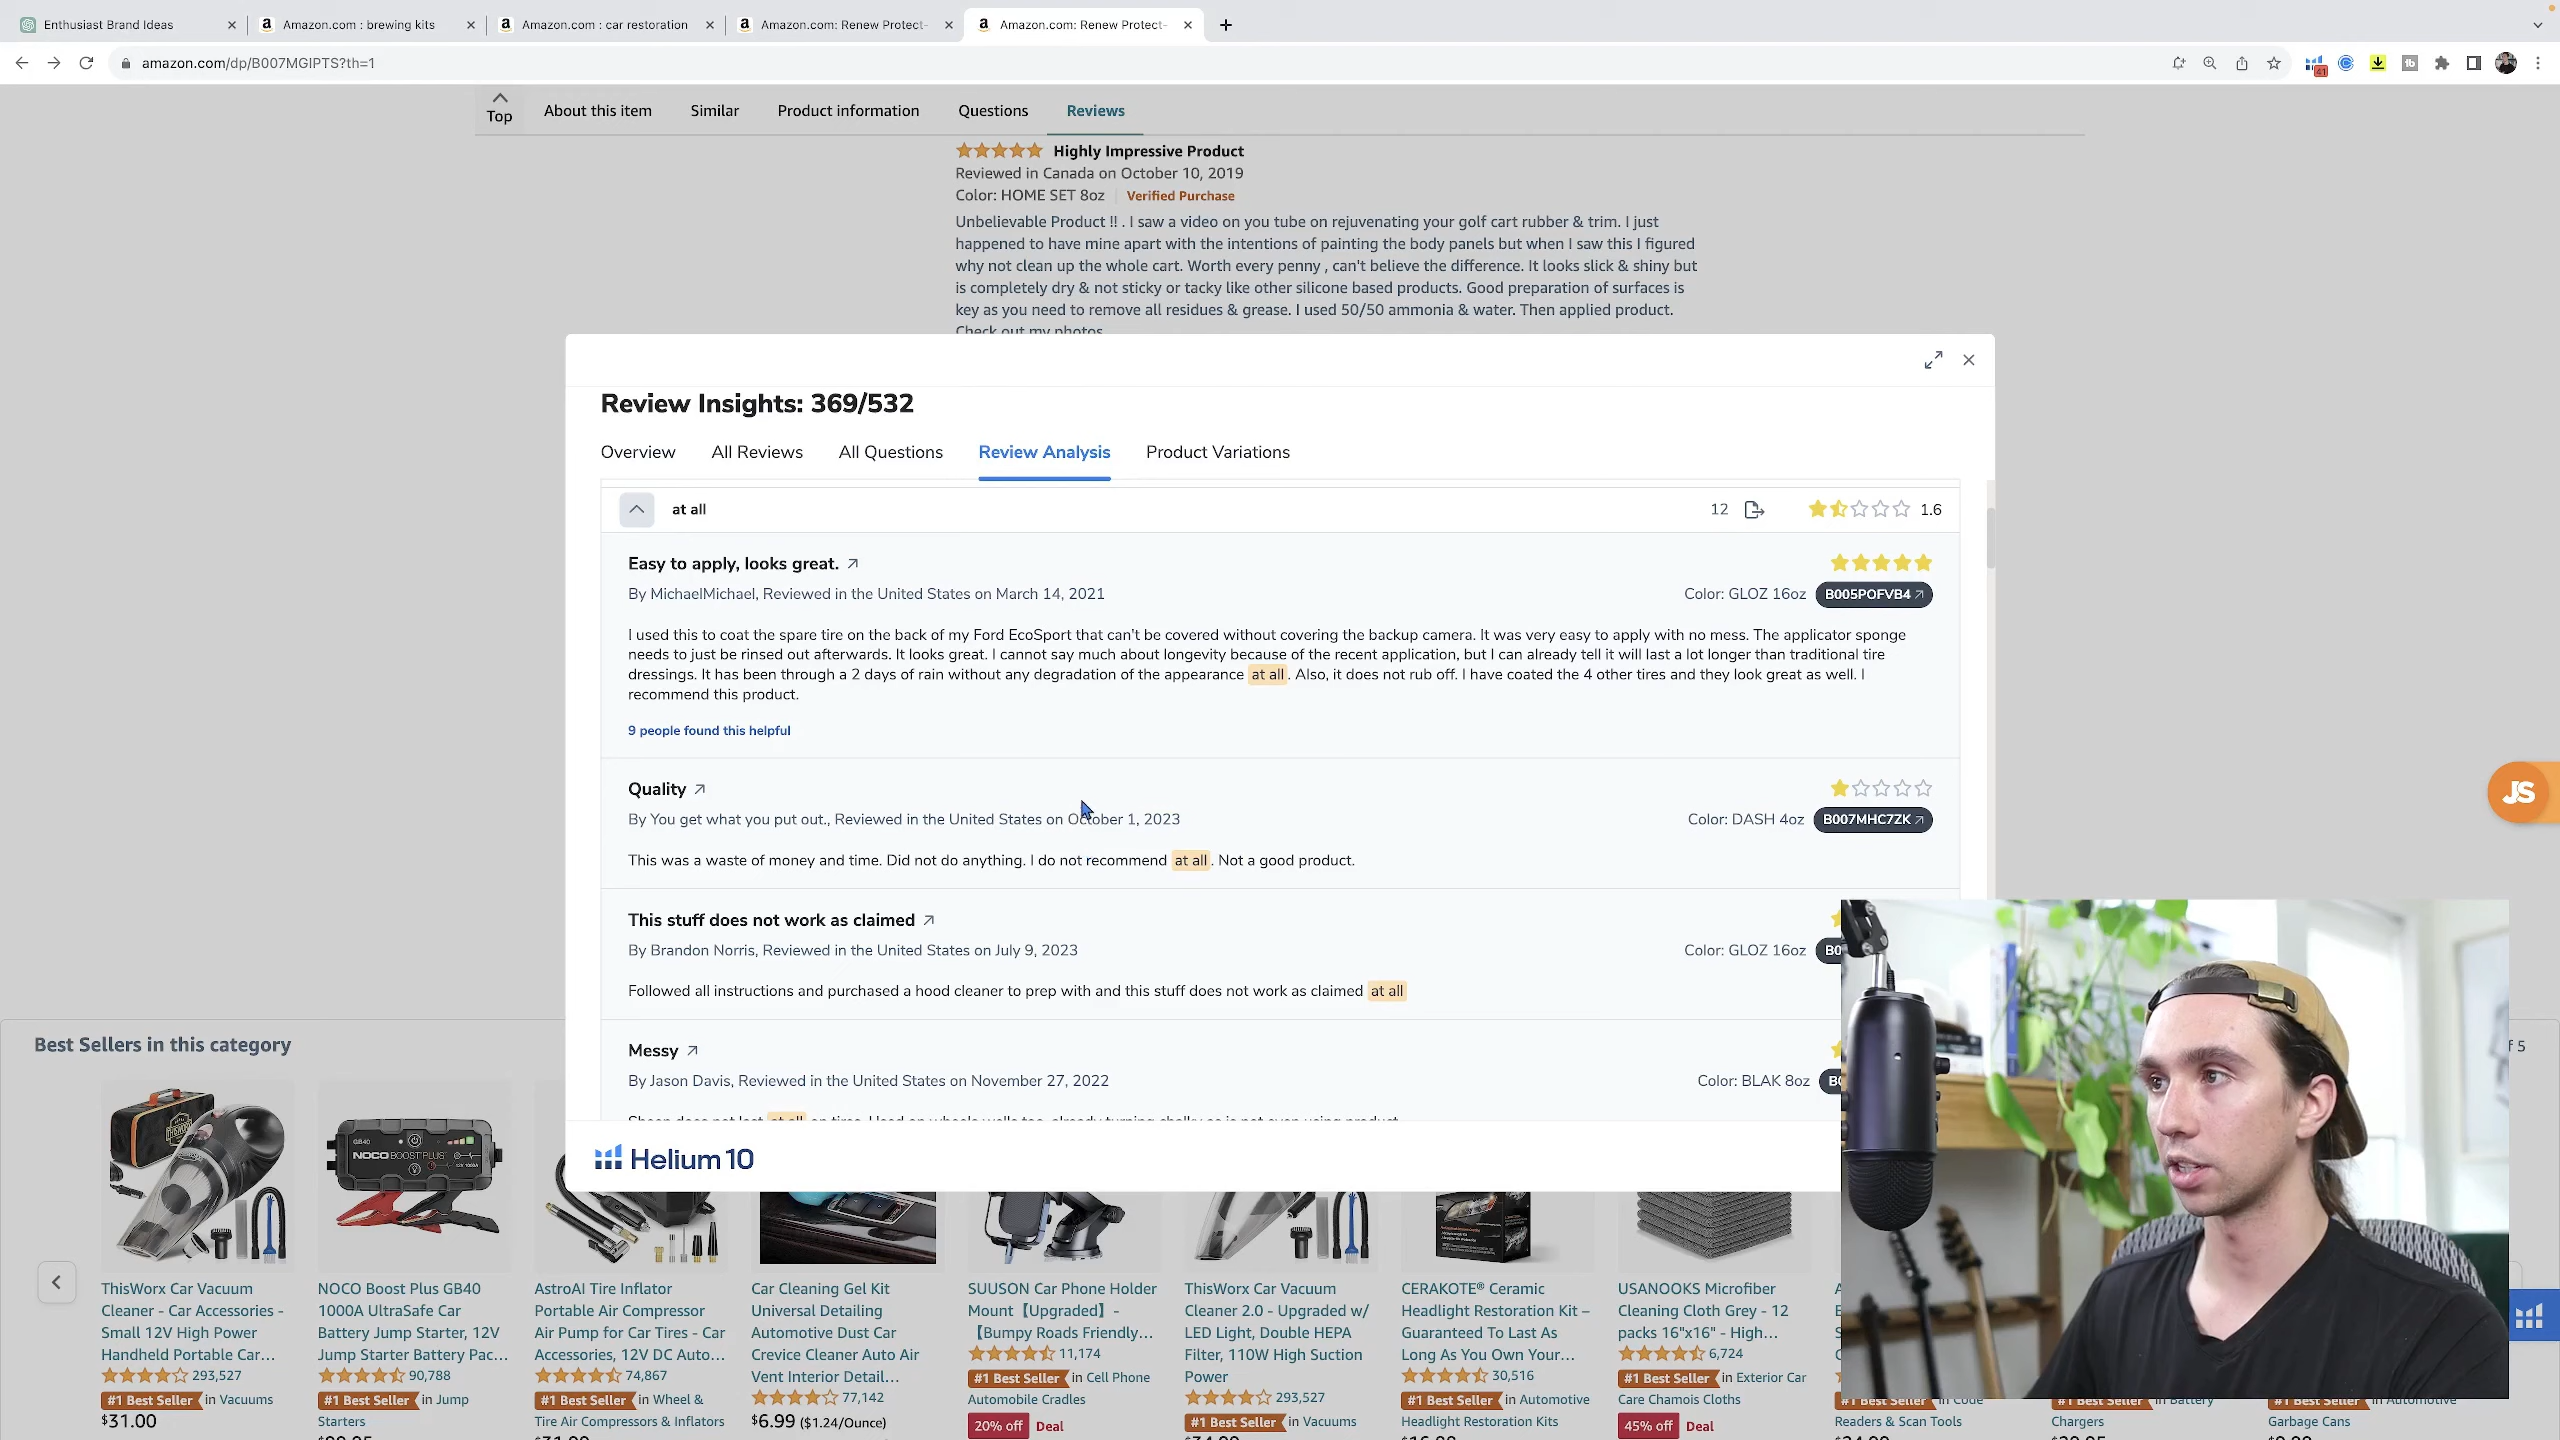 Enthusiast Brand Ideas
Amazon.com : brewing kits
Amazon.com : car restoration
Amazon.com: Renew Protect-
Amazon.com: Renew Protect-
amazon.com/dp/B007MGIPTS?th=1
41
Top
About this item
Similar
Product information
Questions
Reviews
Highly Impressive Product
Reviewed in Canada on October 10, 2019
Color: HOME SET 8oz
Verified Purchase
Unbelievable Product !! . I saw a video on you tube on rejuvenating your golf cart rubber & trim. I just
happened to have mine apart with the intentions of painting the body panels but when I saw this I figured
why not clean up the whole cart. Worth every penny , can't believe the difference. It looks slick & shiny but
is completely dry & not sticky or tacky like other silicone based products. Good preparation of surfaces is
key as you need to remove all residues & grease. I used 50/50 ammonia & water. Then applied product.
Check out my photos
Review Insights: 369/532
Overview
All Reviews
All Questions
Review Analysis
Product Variations
at all
12
1.6
Easy to apply, looks great.
By MichaelMichael, Reviewed in the United States on March 14, 2021
Color: GLOZ 16oz
B005POFVB4
I used this to coat the spare tire on the back of my Ford EcoSport that can't be covered without covering the backup camera. It was very easy to apply with no mess. The applicator sponge
needs to just be rinsed out afterwards. It looks great. I cannot say much about longevity because of the recent application, but I can already tell it will last a lot longer than traditional tire
dressings. It has been through a 2 days of rain without any degradation of the appearance at all. Also, it does not rub off. I have coated the 4 other tires and they look great as well. I
recommend this product.
9 people found this helpful
Quality
By You get what you put out., Reviewed in the United States on October 1, 2023
Color: DASH 4oz
B007MHC7ZK
This was a waste of money and time. Did not do anything. I do not recommend at all. Not a good product.
This stuff does not work as claimed
By Brandon Norris, Reviewed in the United States on July 9, 2023
Color: GLOZ 16oz
B0
Followed all instructions and purchased a hood cleaner to prep with and this stuff does not work as claimed at all
Messy
By Jason Davis, Reviewed in the United States on November 27, 2022
Color: BLAK 8oz
B0
Helium 10
JS
Best Sellers in this category
f 5
NOCO BOOST PLUS
GB40
ThisWorx Car Vacuum
Cleaner - Car Accessories -
Small 12V High Power
Handheld Portable Car...
293,527
#1 Best Seller in Vacuums
$31.00
NOCO Boost Plus GB40
1000A UltraSafe Car
Battery Jump Starter, 12V
Jump Starter Battery Pac...
90,788
#1 Best Seller in Jump
Starters
AstroAI Tire Inflator
Portable Air Compressor
Air Pump for Car Tires - Car
Accessories, 12V DC Auto...
74,867
#1 Best Seller in Wheel &
Tire Air Compressors & Inflators
Car Cleaning Gel Kit
Universal Detailing
Automotive Dust Car
Crevice Cleaner Auto Air
Vent Interior Detail...
77,142
$6.99 ($1.24/Ounce)
SUUSON Car Phone Holder
Mount【Upgraded】-
【Bumpy Roads Friendly...
11,174
#1 Best Seller in Cell Phone
Automobile Cradles
20% off Deal
ThisWorx Car Vacuum
Cleaner 2.0 - Upgraded w/
LED Light, Double HEPA
Filter, 110W High Suction
Power
293,527
#1 Best Seller in Vacuums
CERAKOTE® Ceramic
Headlight Restoration Kit –
Guaranteed To Last As
Long As You Own Your...
30,516
#1 Best Seller in Automotive
Headlight Restoration Kits
USANOOKS Microfiber
Cleaning Cloth Grey - 12
packs 16"x16" - High...
6,724
#1 Best Seller in Exterior Car
Care Chamois Cloths
45% off Deal
Readers & Scan Tools
Chargers
Garbage Cans